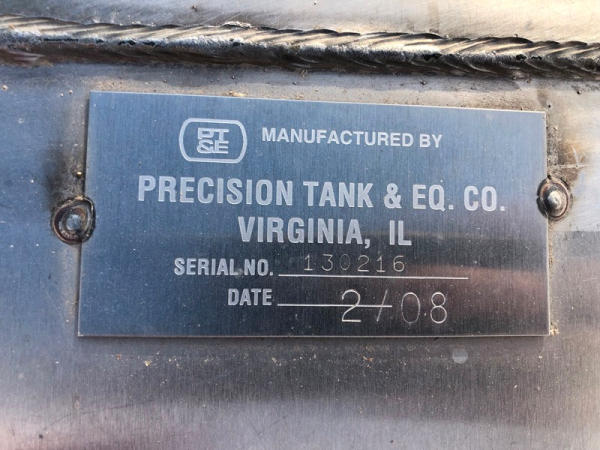 PT&E MANUFACTURED BY
PRECISION TANK & EQ. CO.
VIRGINIA, IL
SERIAL NO. 130216
DATE 2/08